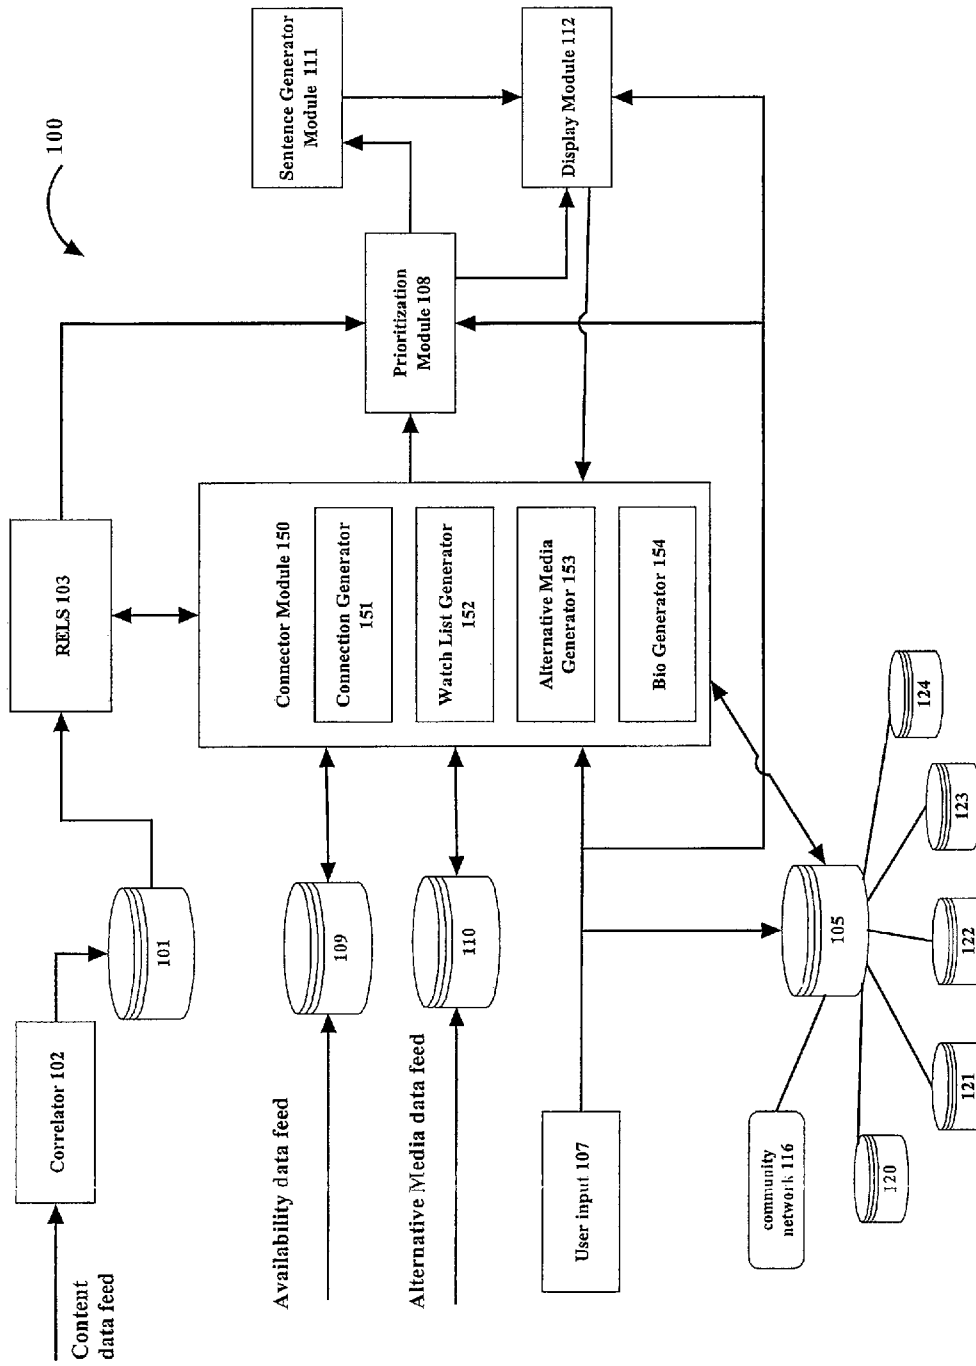 100
Content
data feed
Correlator 102
101
RELS 103
Availability data feed
109
Alternative Media data feed
110
Connector Module 150
Connection Generator
151
Watch List Generator
152
Alternative Media
Generator 153
Bio Generator 154
Prioritization
Module 108
Sentence Generator
Module 111
Display Module 112
User input 107
community
network 116
105
120
121
122
123
124